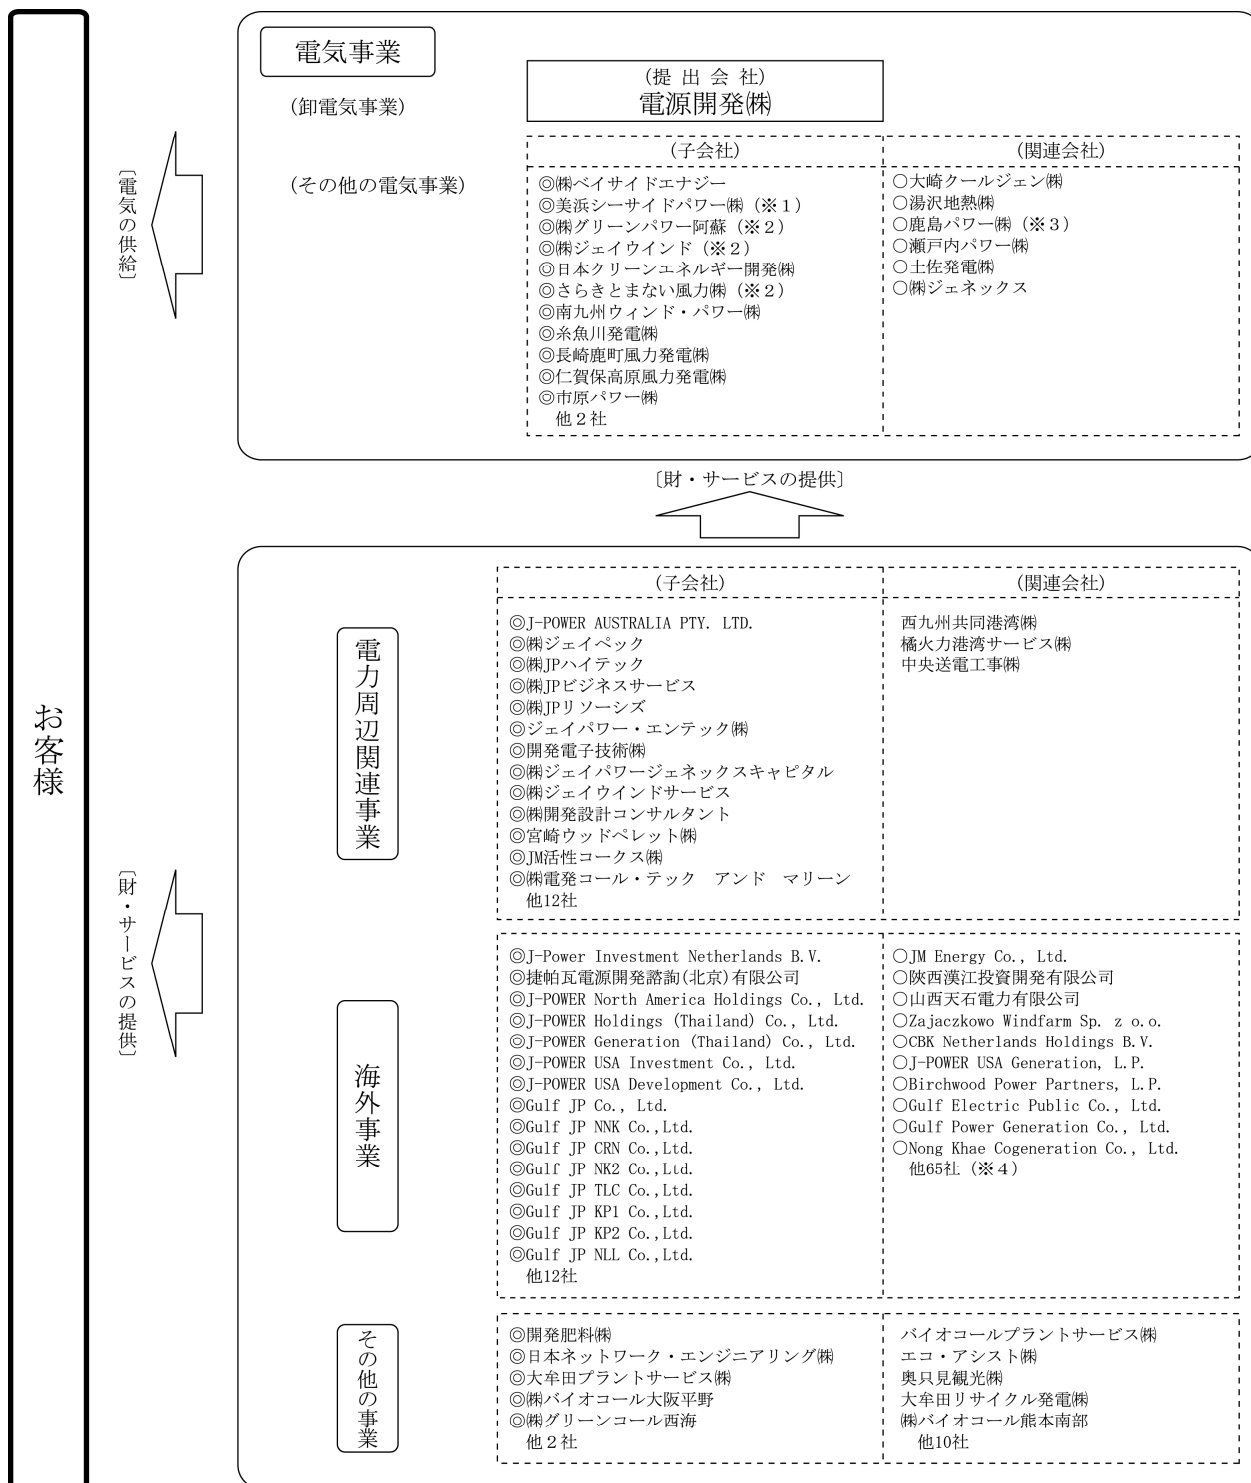 お客様
〔電気の供給〕
〔財・サービスの提供〕
電気事業
(卸電気事業)
(提 出 会 社)
電源開発㈱
(その他の電気事業)
(子会社)
◎㈱ベイサイドエナジー
◎美浜シーサイドパワー㈱（※１）
◎㈱グリーンパワー阿蘇（※２）
◎㈱ジェイウインド（※２）
◎日本クリーンエネルギー開発㈱
◎さらきとまない風力㈱（※２）
◎南九州ウィンド・パワー㈱
◎糸魚川発電㈱
◎長崎鹿町風力発電㈱
◎仁賀保高原風力発電㈱
◎市原パワー㈱
他２社
(関連会社)
○大崎クールジェン㈱
○湯沢地熱㈱
○鹿島パワー㈱（※３）
○瀬戸内パワー㈱
○土佐発電㈱
○㈱ジェネックス
〔財・サービスの提供〕
電力周辺関連事業
(子会社)
◎J-POWER AUSTRALIA PTY. LTD.
◎㈱ジェイペック
◎㈱JPハイテック
◎㈱JPビジネスサービス
◎㈱JPリソーシズ
◎ジェイパワー・エンテック㈱
◎開発電子技術㈱
◎㈱ジェイパワージェネックスキャピタル
◎㈱ジェイウインドサービス
◎㈱開発設計コンサルタント
◎宮崎ウッドペレット㈱
◎JM活性コークス㈱
◎㈱電発コール・テック　アンド　マリーン
他12社
(関連会社)
西九州共同港湾㈱
橘火力港湾サービス㈱
中央送電工事㈱
海外事業
◎J-Power Investment Netherlands B.V.
◎捷帕瓦電源開発諮詢(北京)有限公司
◎J-POWER North America Holdings Co., Ltd.
◎J-POWER Holdings (Thailand) Co., Ltd.
◎J-POWER Generation (Thailand) Co., Ltd.
◎J-POWER USA Investment Co., Ltd.
◎J-POWER USA Development Co., Ltd.
◎Gulf JP Co., Ltd.
◎Gulf JP NNK Co.,Ltd.
◎Gulf JP CRN Co.,Ltd.
◎Gulf JP NK2 Co.,Ltd.
◎Gulf JP TLC Co.,Ltd.
◎Gulf JP KP1 Co.,Ltd.
◎Gulf JP KP2 Co.,Ltd.
◎Gulf JP NLL Co.,Ltd.
他12社
○JM Energy Co., Ltd.
○陝西漢江投資開発有限公司
○山西天石電力有限公司
○Zajaczkowo Windfarm Sp. z o.o.
○CBK Netherlands Holdings B.V.
○J-POWER USA Generation, L.P.
○Birchwood Power Partners, L.P.
○Gulf Electric Public Co., Ltd.
○Gulf Power Generation Co., Ltd.
○Nong Khae Cogeneration Co., Ltd.
他65社（※４）
その他の事業
◎開発肥料㈱
◎日本ネットワーク・エンジニアリング㈱
◎大牟田プラントサービス㈱
◎㈱バイオコール大阪平野
◎㈱グリーンコール西海
他２社
バイオコールプラントサービス㈱
エコ・アシスト㈱
奥只見観光㈱
大牟田リサイクル発電㈱
㈱バイオコール熊本南部
他10社